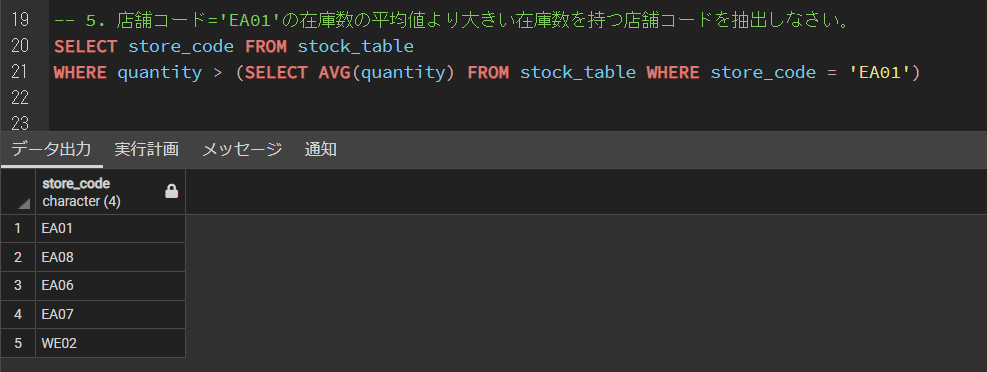 19 -- 5. 店舗コード='EA01'の在庫数の平均値より大きい在庫数を持つ店舗コードを抽出しなさい。
20 SELECT store_code FROM stock_table
21 WHERE quantity > (SELECT AVG(quantity) FROM stock_table WHERE store_code = 'EA01')
22
23
データ出力 実行計画 メッセージ 通知
store_code
character (4)
1 EA01
2 EA08
3 EA06
4 EA07
5 WE02